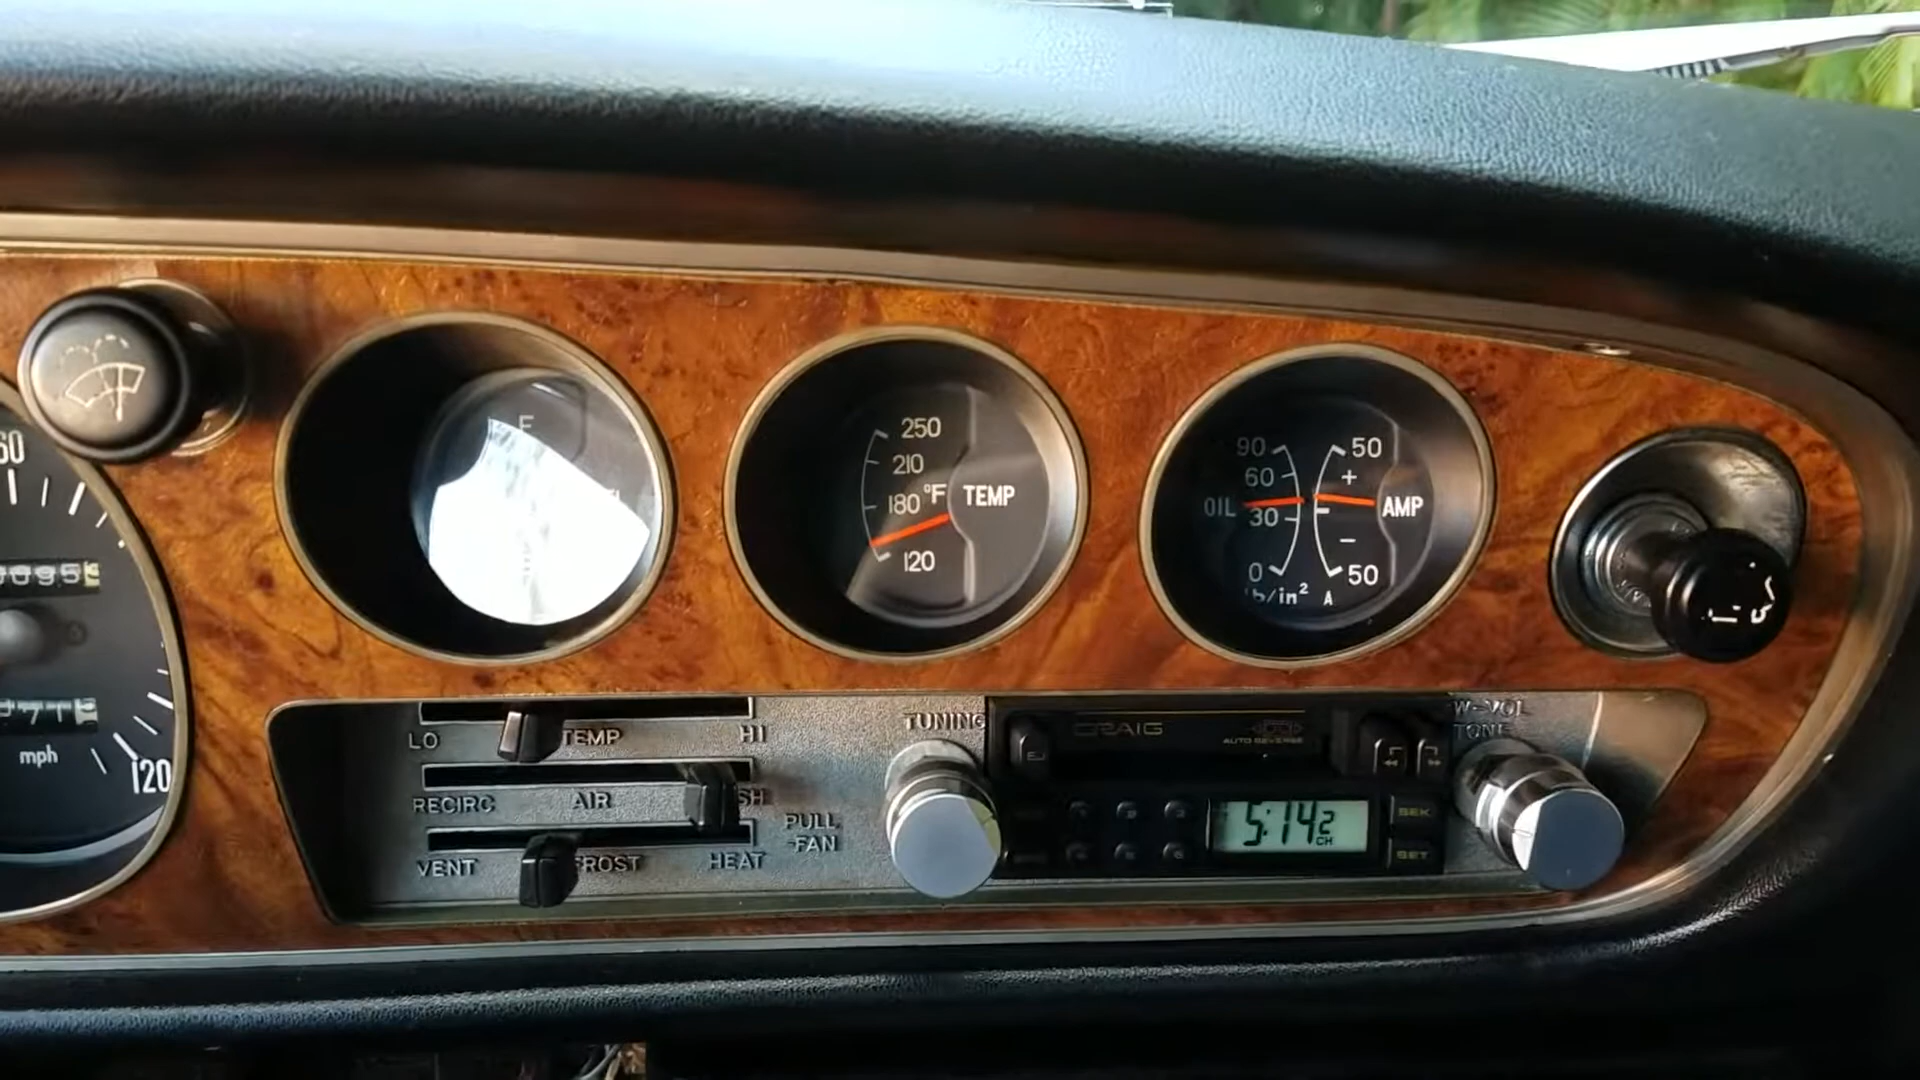 60
120
mph
F
250
210
180 °F
120
TEMP
90
60
OIL
30
0
lb/in²
50
+
AMP
−
50
A
LO
TEMP
HI
RECIRC
AIR
VENT
HEAT
PULL
FAN
TUNING
CRAIG
AUTO REVERSE
5:14 2
CH
SEK
SET
TONE